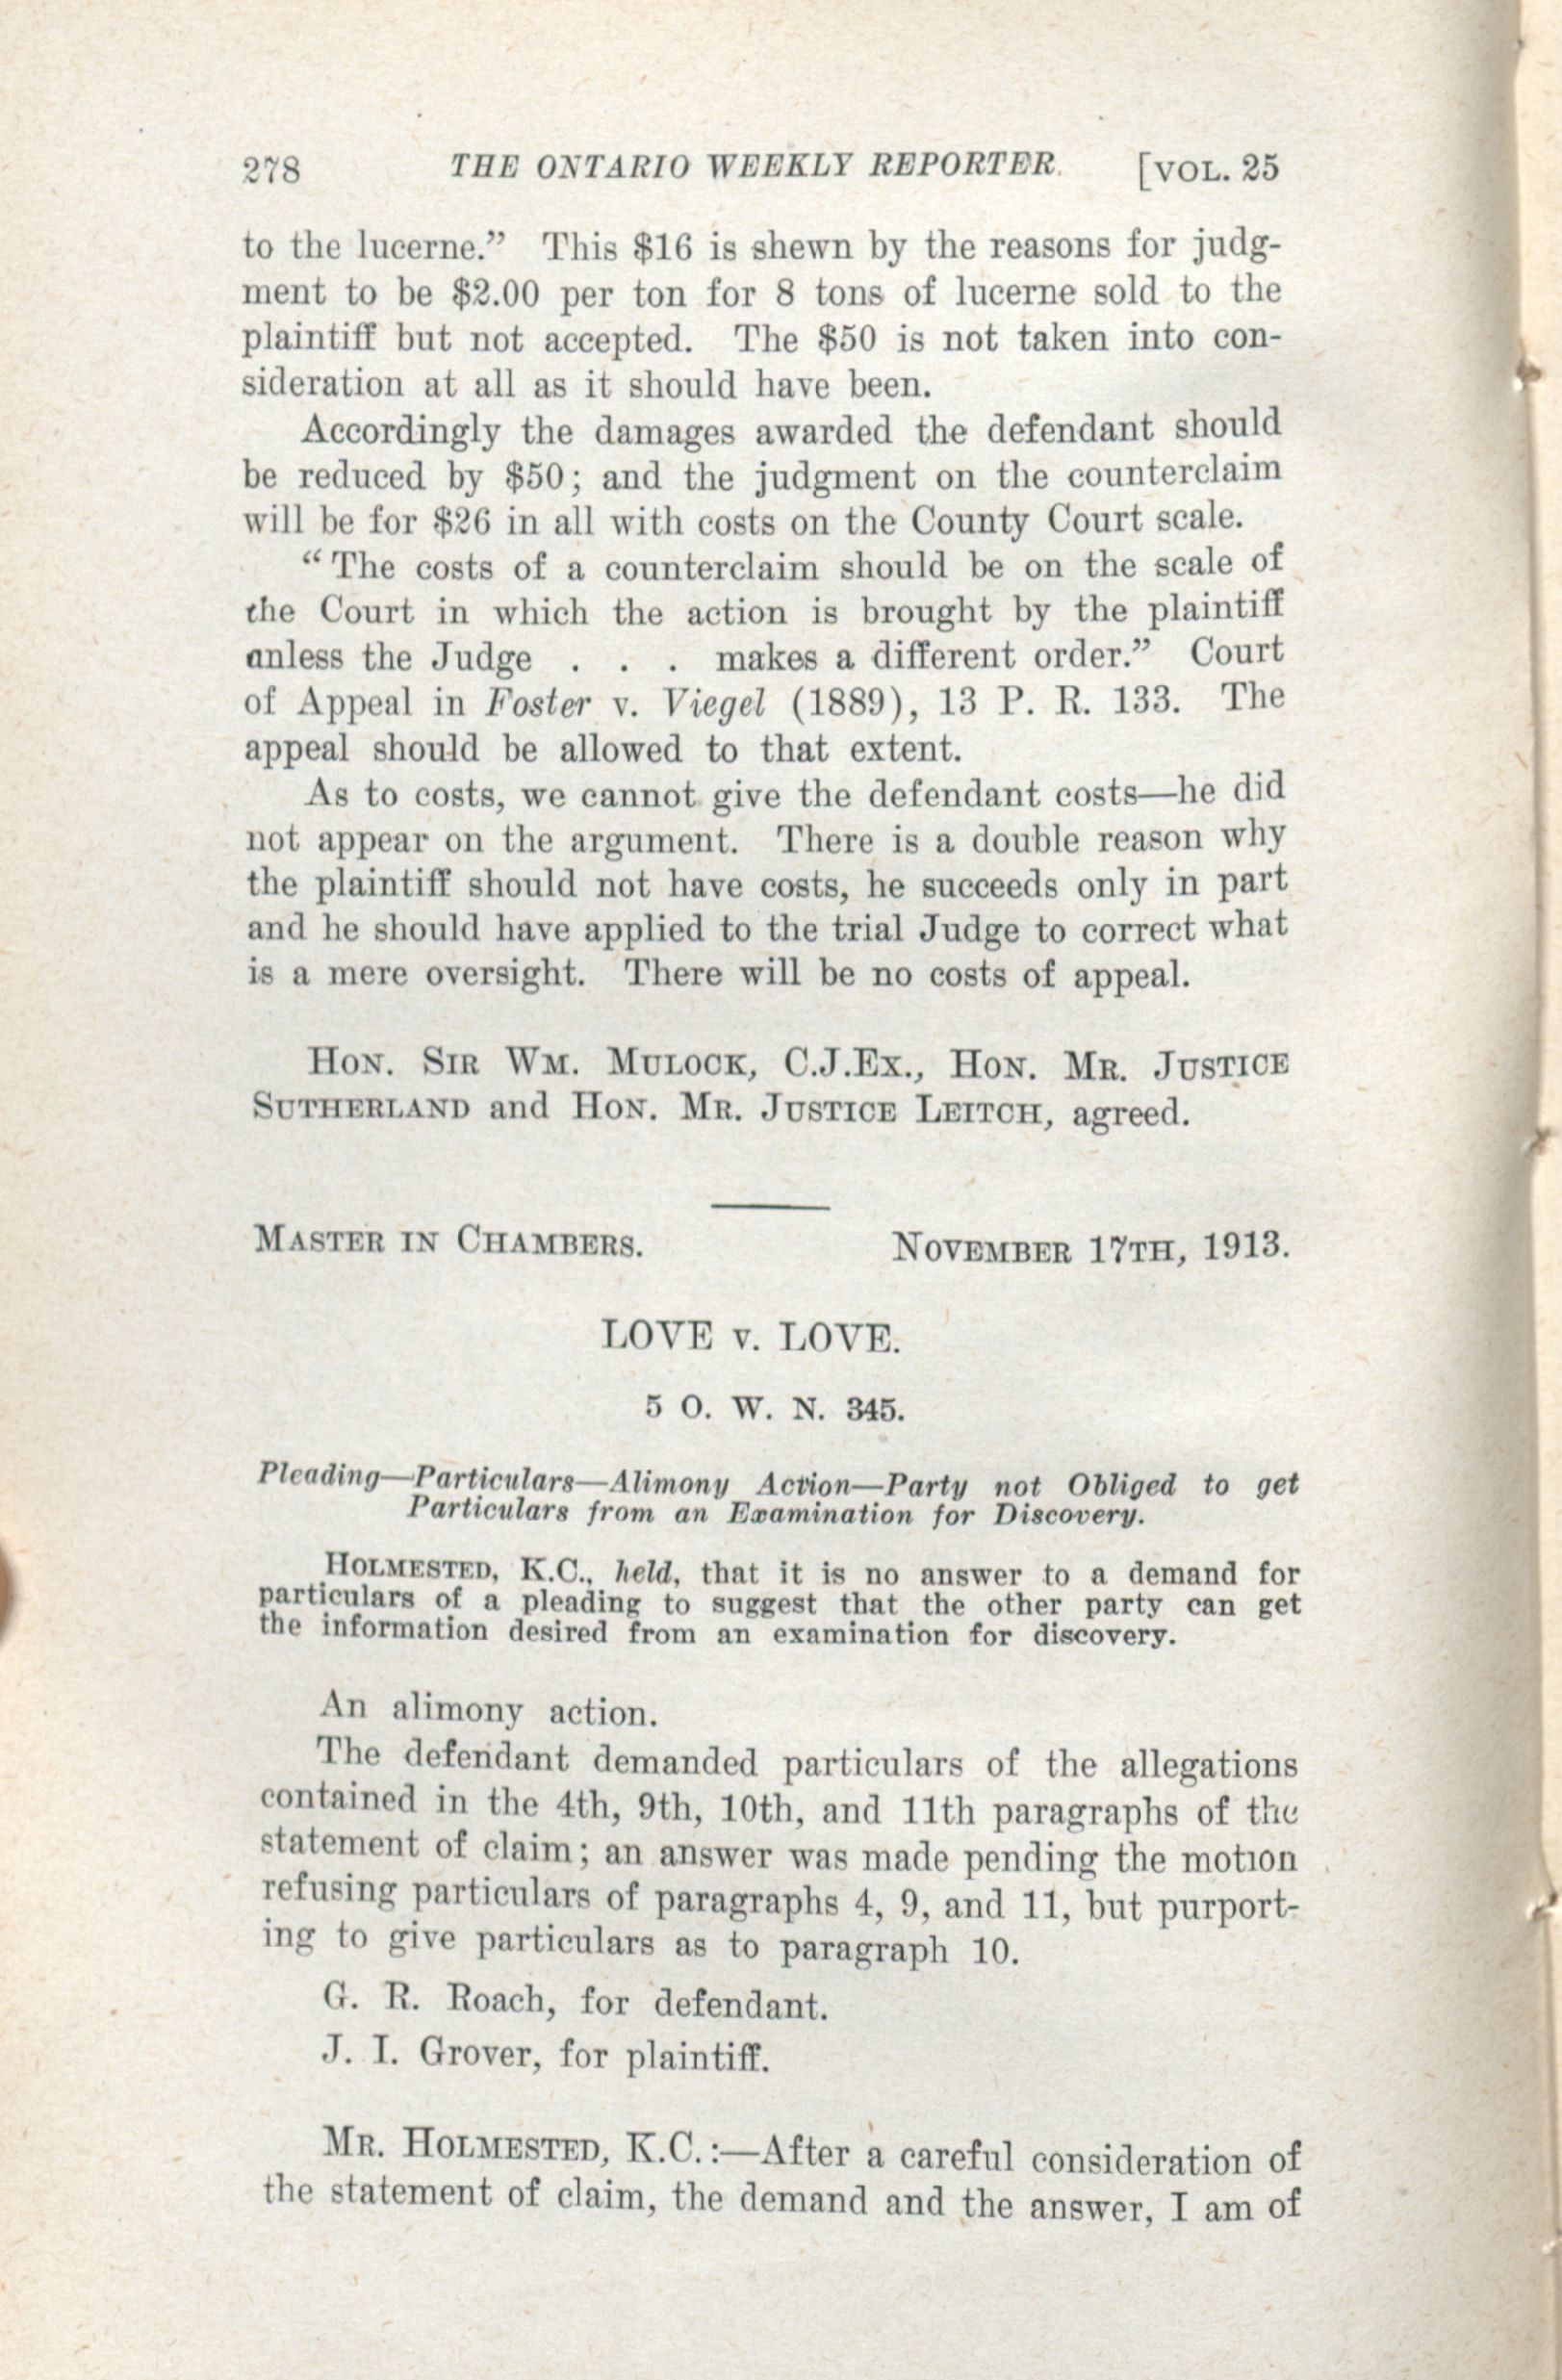 278 THE ONTARIO WEEKLY REPORTER. [VOL. 25
to the lucerne.” This $16 is shewn by the reasons for judg-
ment to be $2.00 per ton for 8 tons of lucerne sold to the
plaintiff but not accepted. The $50 is not taken into con-
sideration at all as it should have been.
Accordingly the damages awarded the defendant should
be reduced by $50; and the judgment on the counterclaim
will be for $26 in all with costs on the County Court scale.
“The costs of a counterclaim should be on the scale of
the Court in which the action is brought by the plaintiff
unless the Judge . . . makes a different order.” Court
of Appeal in Foster v. Viegel (1889), 13 P. R. 133. The
appeal should be allowed to that extent.
As to costs, we cannot give the defendant costs—he did
not appear on the argument. There is a double reason why
the plaintiff should not have costs, he succeeds only in part
and he should have applied to the trial Judge to correct what
is a mere oversight. There will be no costs of appeal.
HON. SIR WM. MULOCK, C.J.EX., HON. MR. JUSTICE
SUTHERLAND and HON. MR. JUSTICE LEITCH, agreed.
MASTER IN CHAMBERS. NOVEMBER 17TH, 1913.
LOVE v. LOVE.
5 O. W. N. 345.
Pleading—Particulars—Alimony Action—Party not Obliged to get
Particulars from an Examination for Discovery.
HOLMESTED, K.C., held, that it is no answer to a demand for
particulars of a pleading to suggest that the other party can get
the information desired from an examination for discovery.
An alimony action.
The defendant demanded particulars of the allegations
contained in the 4th, 9th, 10th, and 11th paragraphs of the
statement of claim; an answer was made pending the motion
refusing particulars of paragraphs 4, 9, and 11, but purport-
ing to give particulars as to paragraph 10.
G. R. Roach, for defendant.
J. I. Grover, for plaintiff.
MR. HOLMESTED, K.C.:—After a careful consideration of
the statement of claim, the demand and the answer, I am of